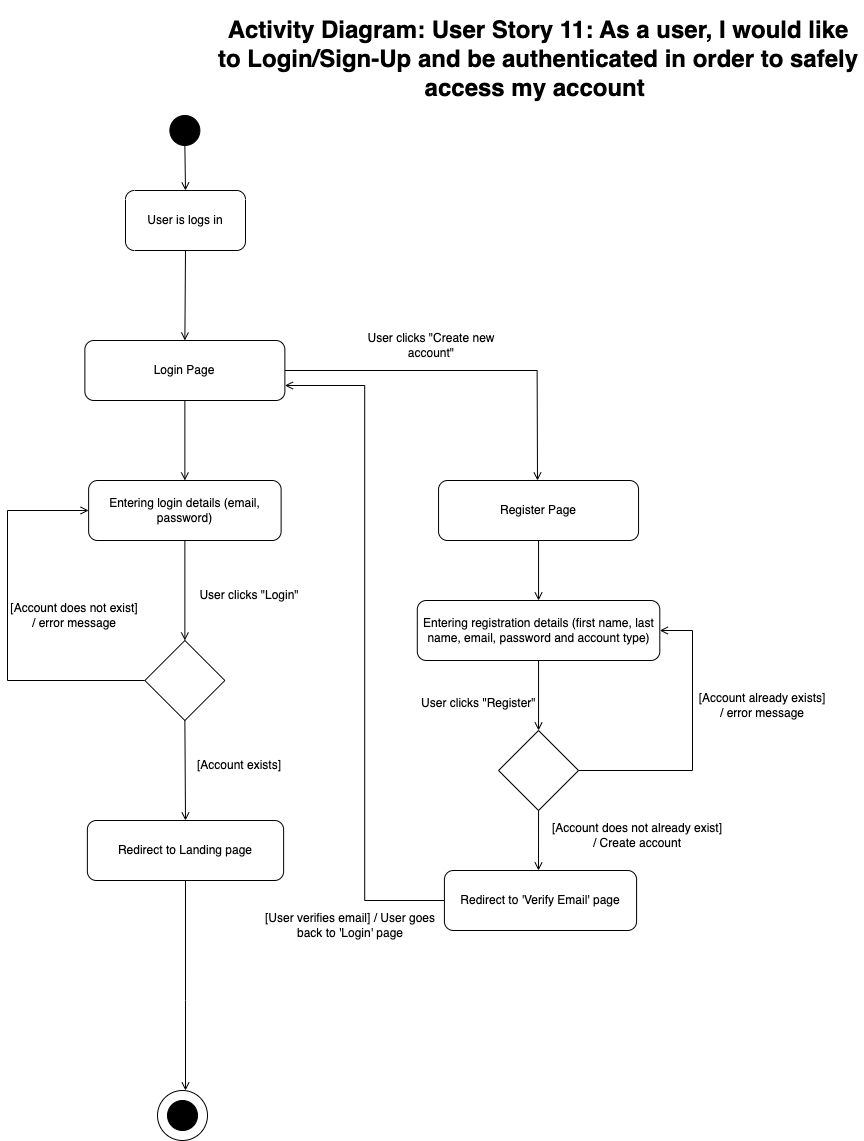 Activity Diagram: User Story 11: As a user, I would like
to Login/Sign-Up and be authenticated in order to safely
access my account
User is logs in
User clicks "Create new
account"
Login Page
Entering login details (email,
password)
Register Page
User clicks "Login"
[Account does not exist]
/ error message
Entering registration details (first name, last
name, email, password and account type)
User clicks "Register"
[Account already exists]
/ error message
[Account exists]
[Account does not already exist]
/ Create account
Redirect to Landing page
Redirect to 'Verify Email' page
[User verifies email] / User goes
back to 'Login' page